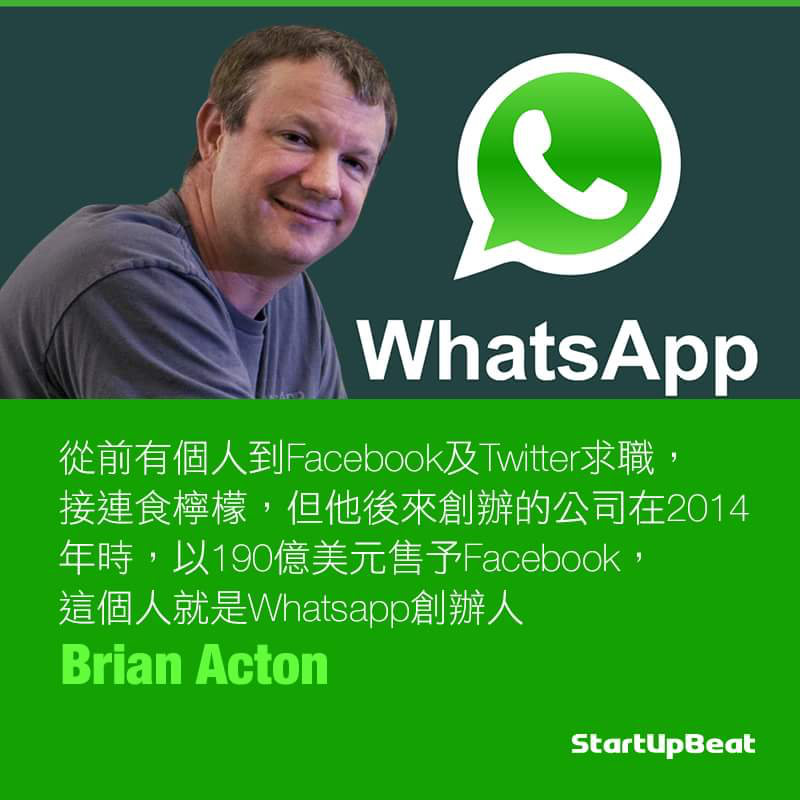 WhatsApp
從前有個人到Facebook及Twitter求職，
接連食檸檬，但他後來創辦的公司在2014
年時，以190億美元售予Facebook，
這個人就是Whatsapp創辦人
Brian Acton
StartUpBeat